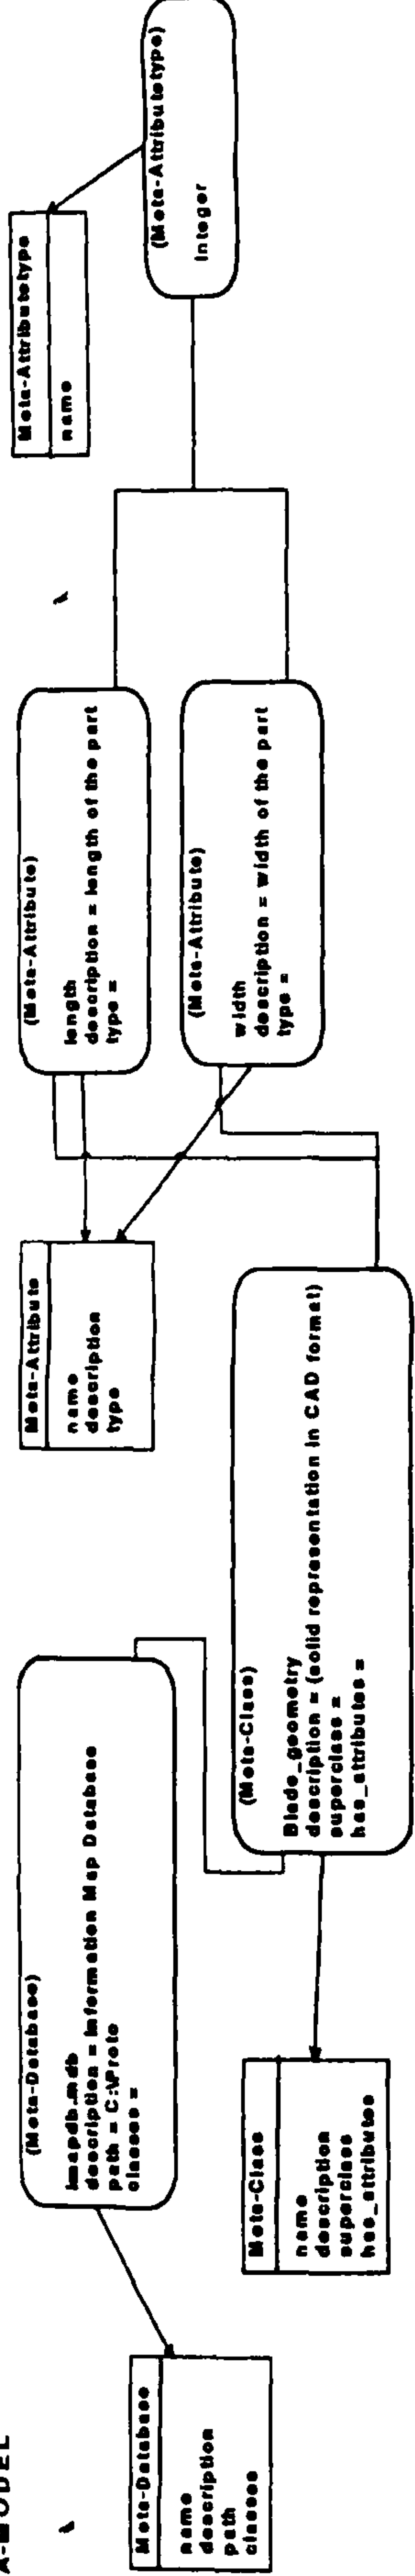 A-MODEL
Meta-Database
name
description
path
classes
(Meta-Database)
imapdb.mdb
description = Information Map Database
path = C:\Proto
classes =
Meta-Class
name
description
superclass
has_attributes
(Meta-Class)
Blade_geometry
description = (solid representation in CAD format)
superclass =
has_attributes =
Meta-Attribute
name
description
type
(Meta-Attribute)
length
description = length of the part
type =
(Meta-Attribute)
width
description = width of the part
type =
Meta-Attributetype
name
(Meta-Attributetype)
Integer